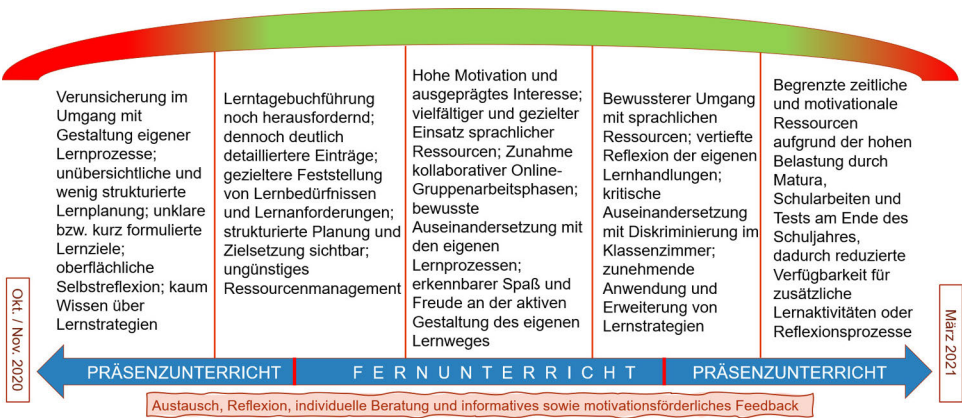 Verunsicherung im
Umgang mit
Gestaltung eigener
Lernprozesse;
unübersichtliche und
wenig strukturierte
Lernplanung; unklare
bzw. kurz formulierte
Lernziele;
oberflächliche
Selbstreflexion; kaum
Wissen über
Lernstrategien
Lerntagebuchführung
noch herausfordernd;
dennoch deutlich
detailliertere Einträge;
gezieltere Feststellung
von Lernbedürfnissen
und Lernanforderungen;
strukturierte Planung und
Zielsetzung sichtbar;
ungünstiges
Ressourcenmanagement
Hohe Motivation und
ausgeprägtes Interesse;
vielfältiger und gezielter
Einsatz sprachlicher
Ressourcen; Zunahme
kollaborativer Online-
Gruppenarbeitsphasen;
bewusste
Auseinandersetzung mit
den eigenen
Lernprozessen;
erkennbarer Spaß und
Freude an der aktiven
Gestaltung des eigenen
Lernweges
Bewussterer Umgang
mit sprachlichen
Ressourcen; vertiefte
Reflexion der eigenen
Lernhandlungen;
kritische
Auseinandersetzung
mit Diskriminierung im
Klassenzimmer;
zunehmende
Anwendung und
Erweiterung von
Lernstrategien
Begrenzte zeitliche
und motivationale
Ressourcen
aufgrund der hohen
Belastung durch
Matura,
Schularbeiten und
Tests am Ende des
Schuljahres,
dadurch reduzierte
Verfügbarkeit für
zusätzliche
Lernaktivitäten oder
Reflexionsprozesse
Okt. / Nov. 2020
März 2021
PRÄSENZUNTERRICHT
FERNUNTERRICHT
PRÄSENZUNTERRICHT
Austausch, Reflexion, individuelle Beratung und informatives sowie motivationsförderliches Feedback